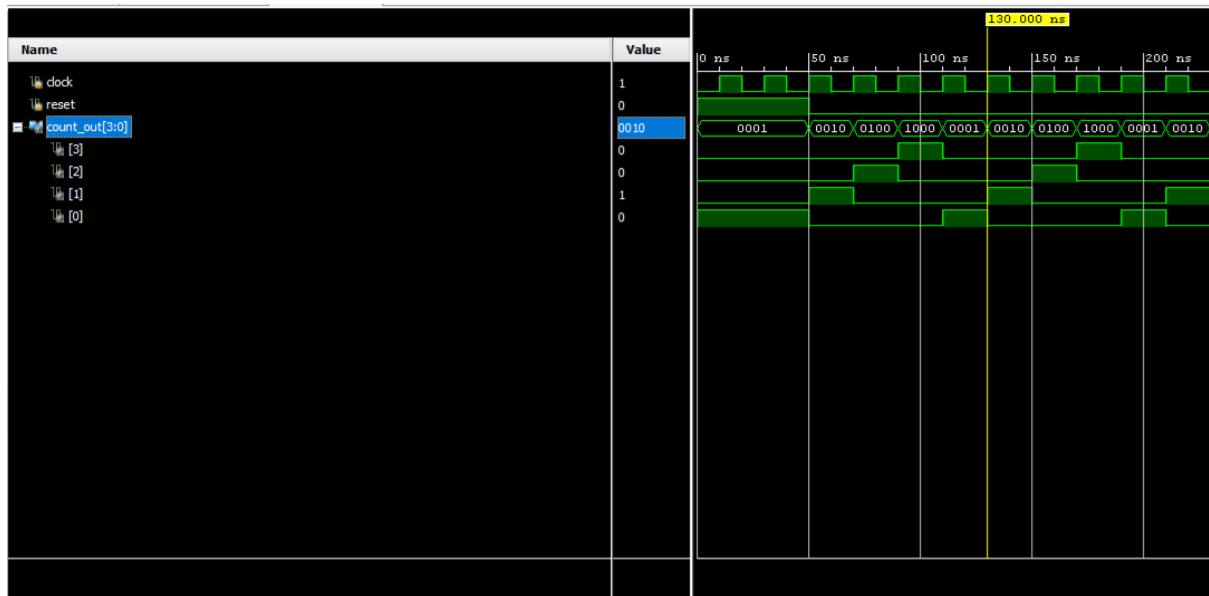 130.000 ns
Name Value
0 ns 50 ns 100 ns 150 ns 200 ns
clock 1
reset 0
count_out[3:0] 0010 0001 0010 0100 1000 0001 0010 0100 1000 0001 0010
[3] 0
[2] 0
[1] 1
[0] 0